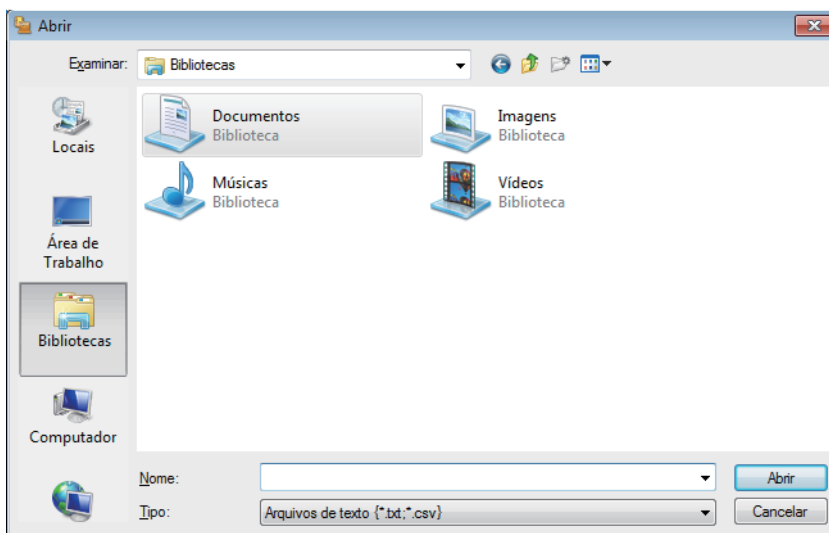 Abrir
Examinar:
Bibliotecas
Locais
Área de
Trabalho
Bibliotecas
Computador
Documentos
Biblioteca
Imagens
Biblioteca
Músicas
Biblioteca
Vídeos
Biblioteca
Nome:
Abrir
Tipo:
Arquivos de texto {*.txt;*.csv}
Cancelar